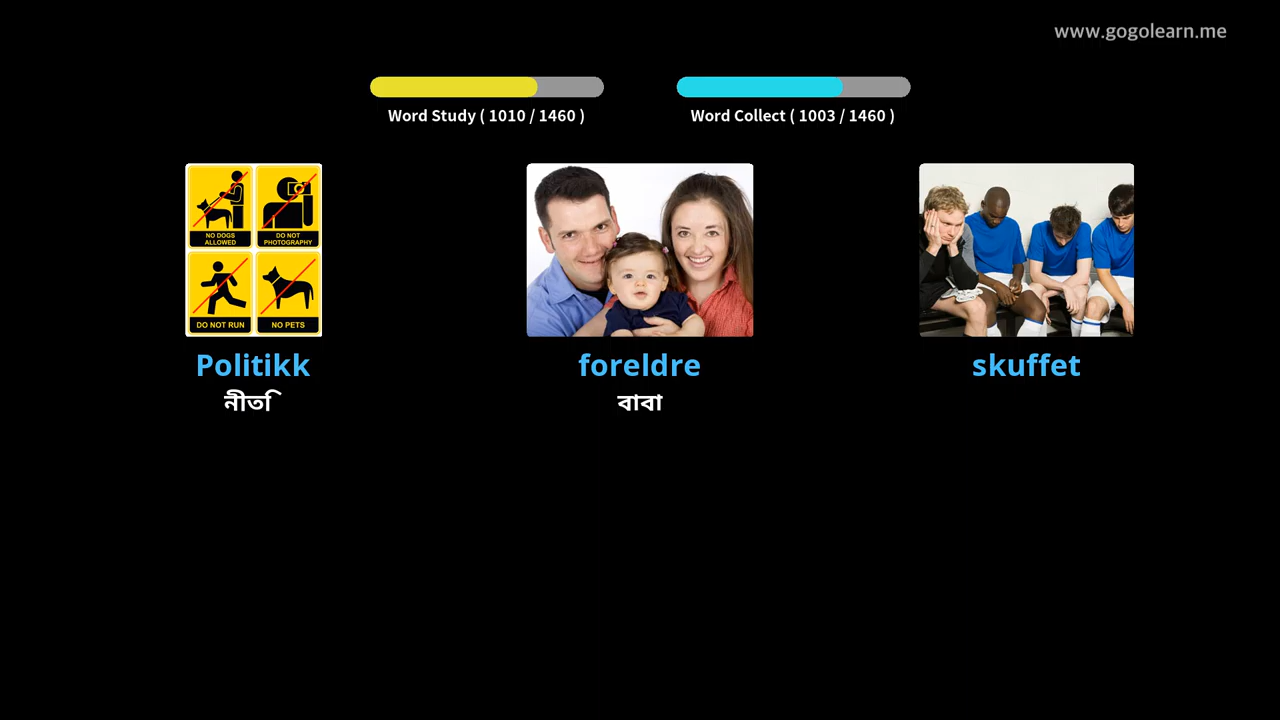 www.gogolearn.me
Word Study ( 1010 / 1460 )
Word Collect ( 1003 / 1460 )
NO DOGS
ALLOWED
DO NOT
PHOTOGRAPHY
DO NOT RUN
NO PETS
Politikk
foreldre
skuffet
নীতি
বাবা